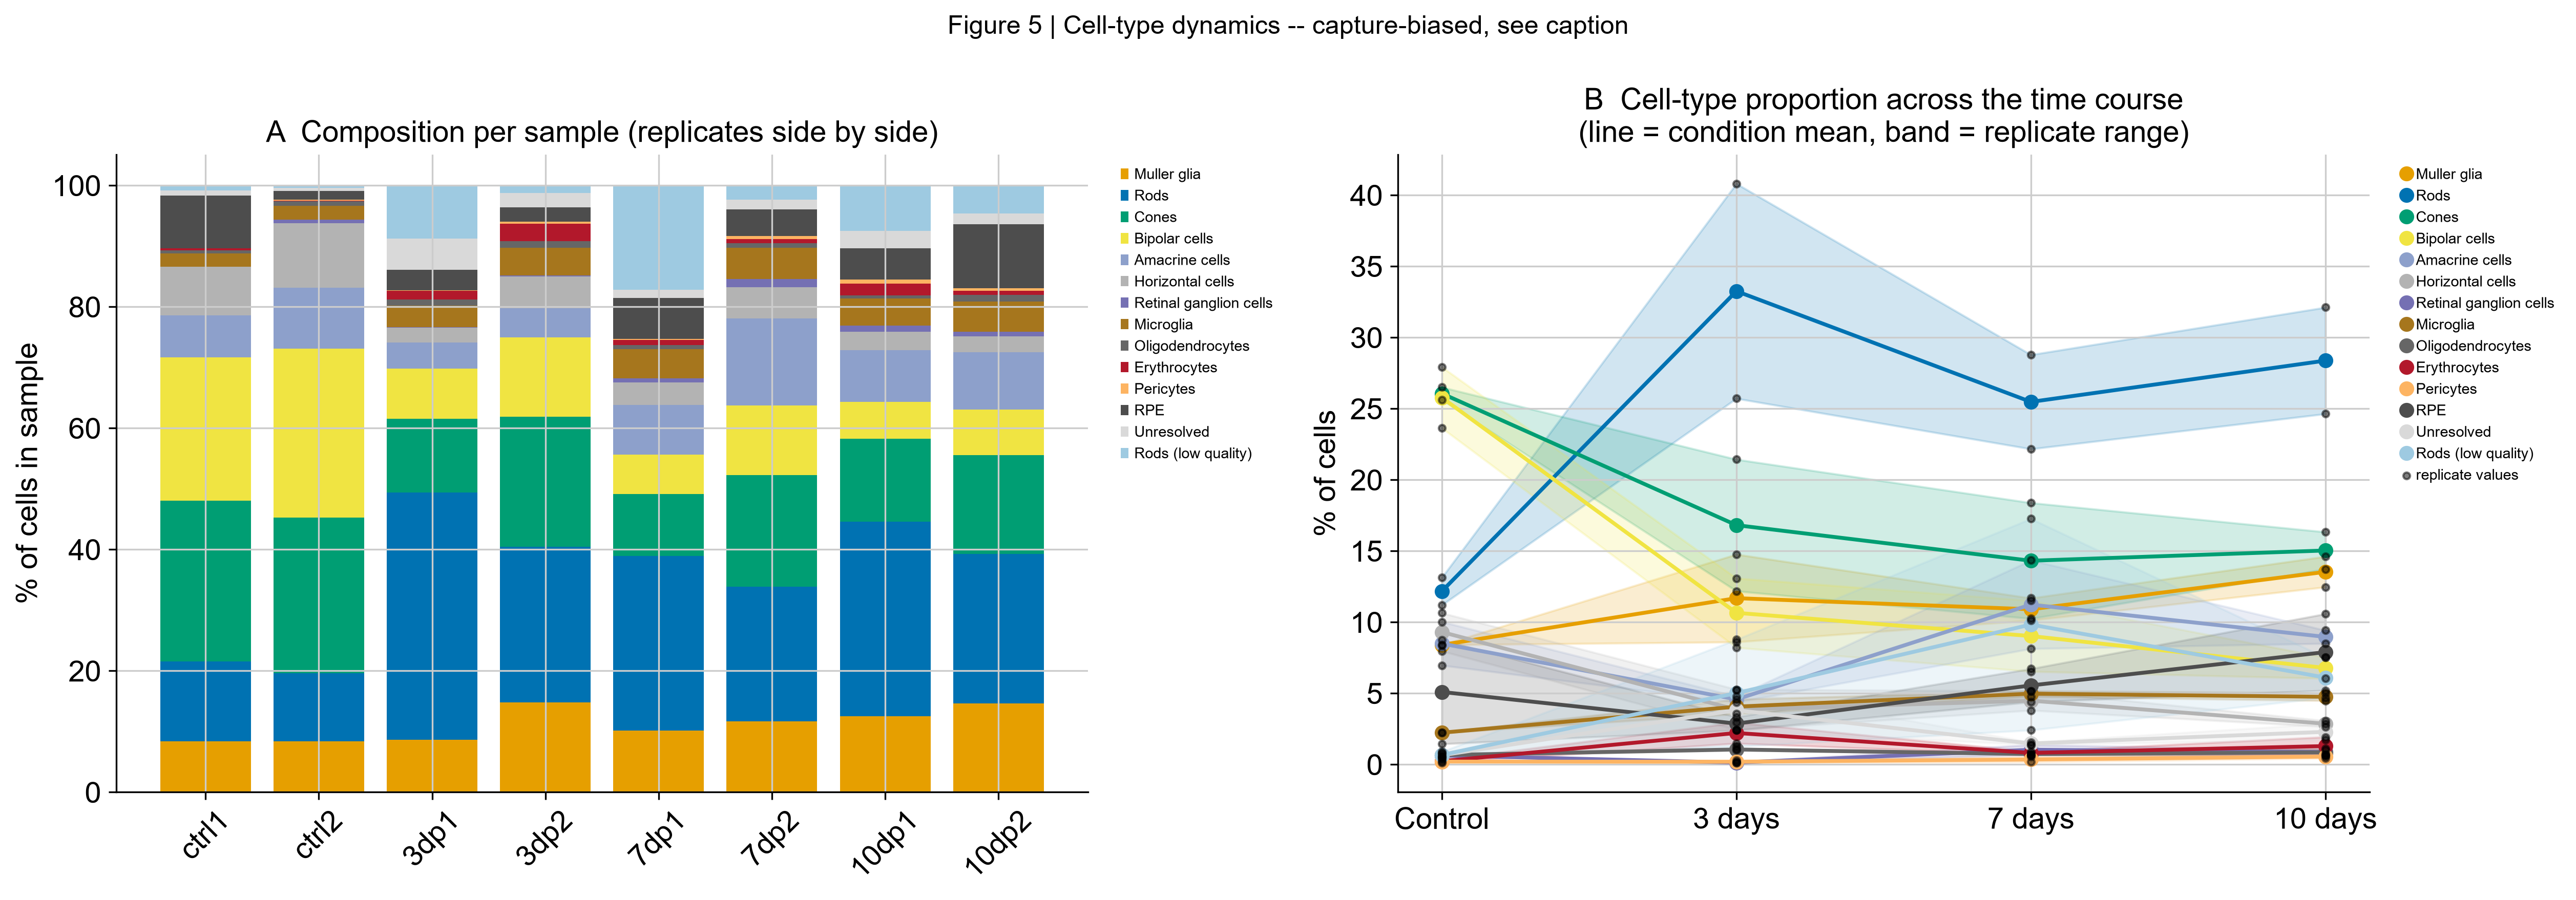 Figure 5 | Cell-type dynamics -- capture-biased, see caption
A Composition per sample (replicates side by side)
% of cells in sample
100
80
60
40
20
0
ctrl1
ctrl2
3dp1
3dp2
7dp1
7dp2
10dp1
10dp2
Muller glia
Rods
Cones
Bipolar cells
Amacrine cells
Horizontal cells
Retinal ganglion cells
Microglia
Oligodendrocytes
Erythrocytes
Pericytes
RPE
Unresolved
Rods (low quality)
B Cell-type proportion across the time course
(line = condition mean, band = replicate range)
% of cells
40
35
30
25
20
15
10
5
0
Control
3 days
7 days
10 days
Muller glia
Rods
Cones
Bipolar cells
Amacrine cells
Horizontal cells
Retinal ganglion cells
Microglia
Oligodendrocytes
Erythrocytes
Pericytes
RPE
Unresolved
Rods (low quality)
replicate values